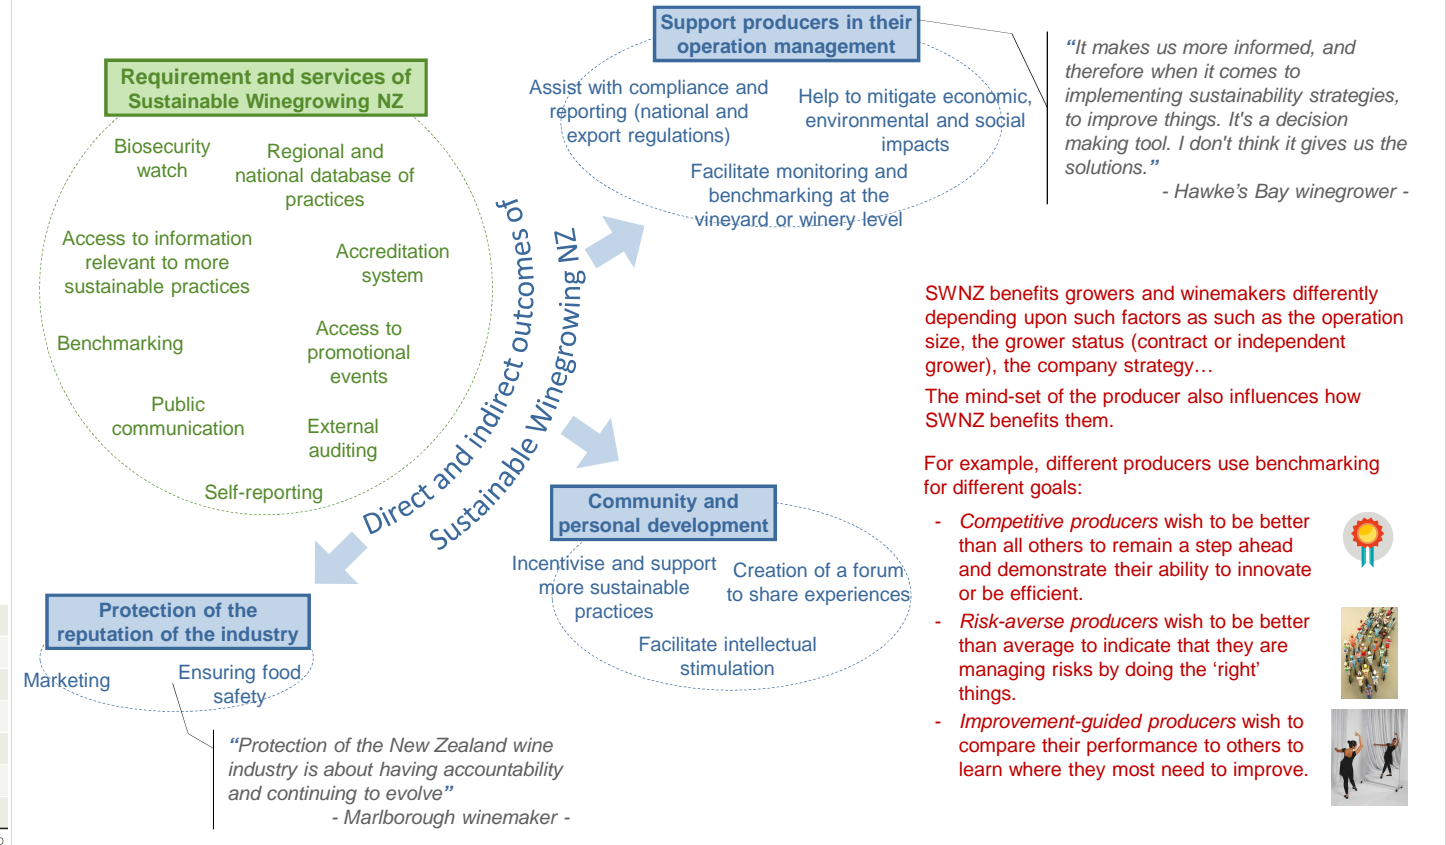 Requirement and services of
Sustainable Winegrowing NZ
Biosecurity
watch
Regional and
national database of
practices
Access to information
relevant to more
sustainable practices
Accreditation
system
Benchmarking
Access to
promotional
events
Public
communication
External
auditing
Self-reporting
Direct and indirect outcomes of
Sustainable Winegrowing NZ
Support producers in their
operation management
Assist with compliance and
reporting (national and
export regulations)
Help to mitigate economic,
environmental and social
impacts
Facilitate monitoring and
benchmarking at the
vineyard or winery level
“It makes us more informed, and
therefore when it comes to
implementing sustainability strategies,
to improve things. It's a decision
making tool. I don't think it gives us the
solutions.”
- Hawke’s Bay winegrower -
Community and
personal development
Incentivise and support
more sustainable
practices
Creation of a forum
to share experiences
Facilitate intellectual
stimulation
Protection of the
reputation of the industry
Marketing
Ensuring food
safety
“Protection of the New Zealand wine
industry is about having accountability
and continuing to evolve”
- Marlborough winemaker -
SWNZ benefits growers and winemakers differently
depending upon such factors as such as the operation
size, the grower status (contract or independent
grower), the company strategy…
The mind-set of the producer also influences how
SWNZ benefits them.
For example, different producers use benchmarking
for different goals:
- Competitive producers wish to be better
than all others to remain a step ahead
and demonstrate their ability to innovate
or be efficient.
- Risk-averse producers wish to be better
than average to indicate that they are
managing risks by doing the ‘right’
things.
- Improvement-guided producers wish to
compare their performance to others to
learn where they most need to improve.